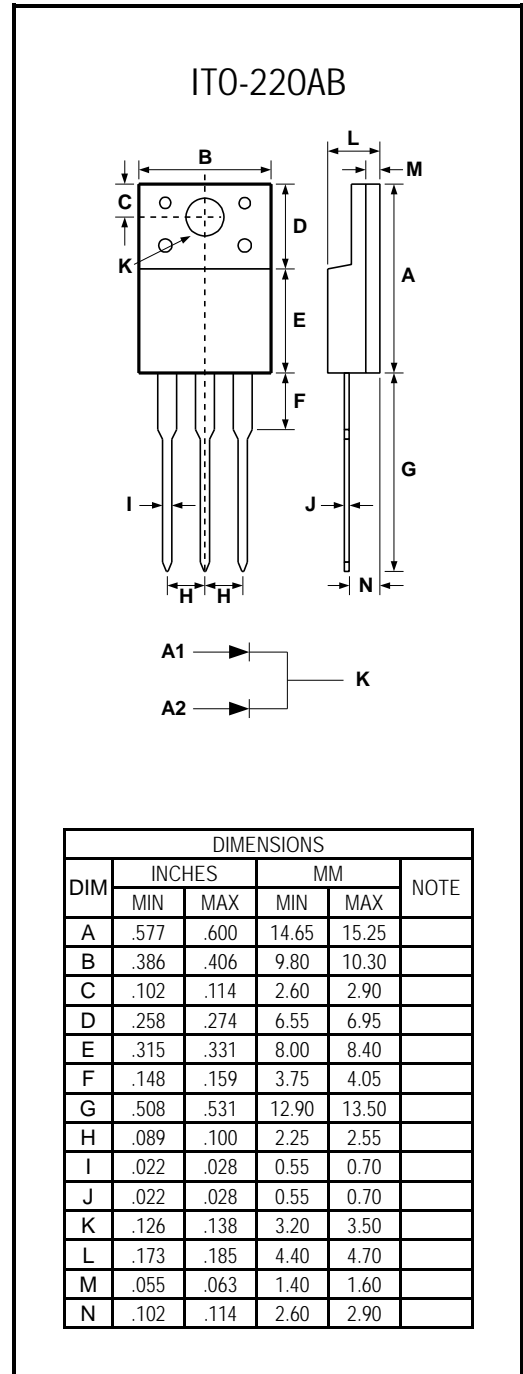 ITO-220AB
L
B
M
C
D
K
A
E
F
G
I
J
H H
N
A1
K
A2
DIMENSIONS
DIM INCHES MM NOTE
MIN MAX MIN MAX
A .577 .600 14.65 15.25
B .386 .406 9.80 10.30
C .102 .114 2.60 2.90
D .258 .274 6.55 6.95
E .315 .331 8.00 8.40
F .148 .159 3.75 4.05
G .508 .531 12.90 13.50
H .089 .100 2.25 2.55
I .022 .028 0.55 0.70
J .022 .028 0.55 0.70
K .126 .138 3.20 3.50
L .173 .185 4.40 4.70
M .055 .063 1.40 1.60
N .102 .114 2.60 2.90